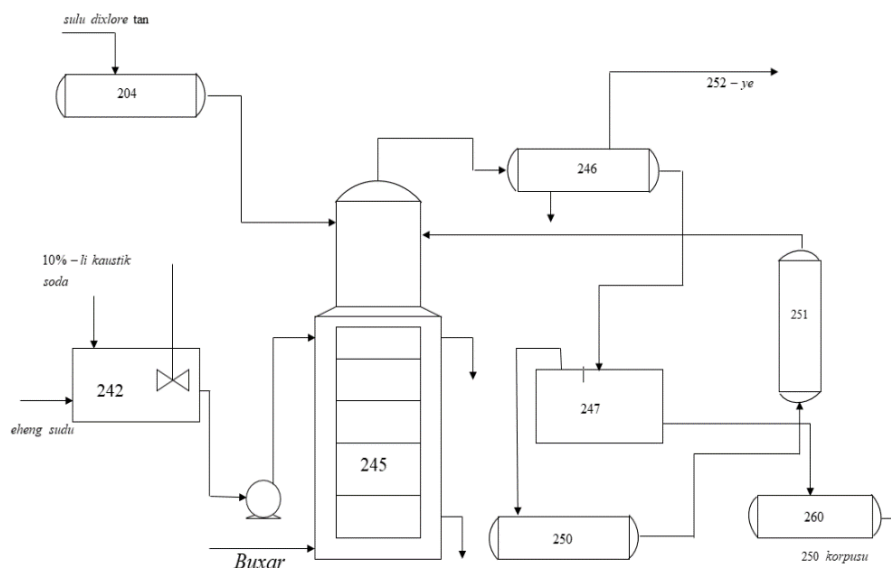 sulu dixlore tan
204
252 – ye
246
10% – li kaustik
soda
251
242
247
eheng sudu
245
250
260
Buxar
250 korpusu